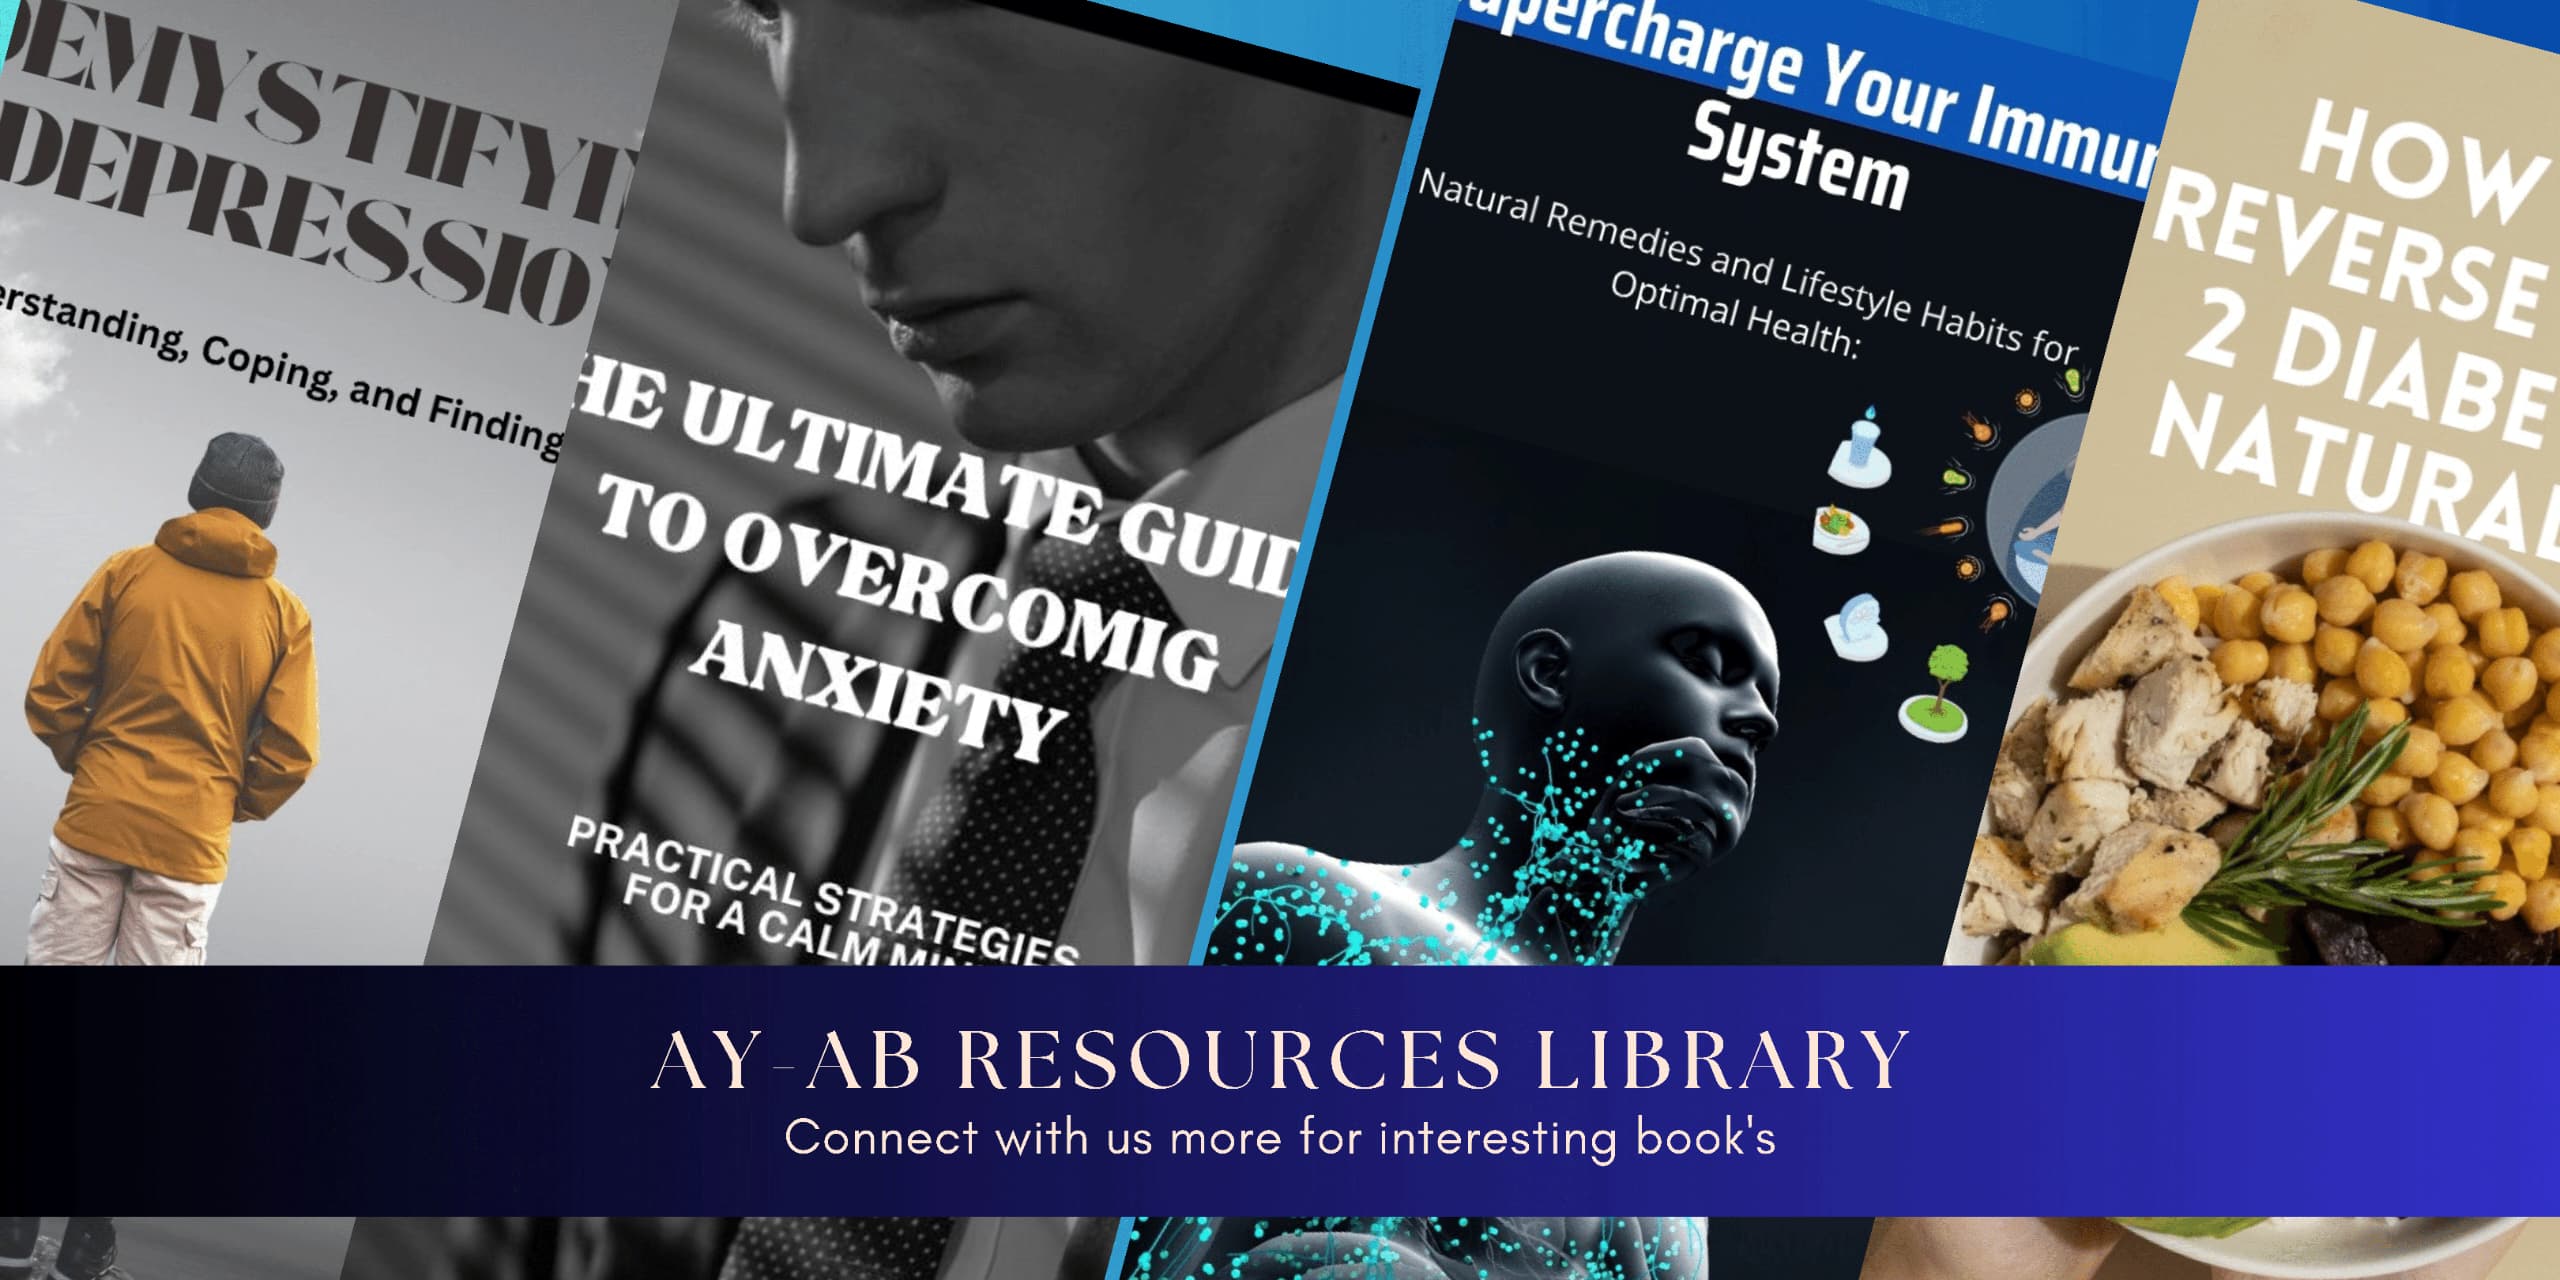 DEMYSTIFYI
DEPRESSIO
erstanding, Coping, and Finding
HE ULTIMATE GUID
TO OVERCOMIG
ANXIETY
PRACTICAL STRATEGIES
FOR A CALM MIN
upercharge Your Immun
System
Natural Remedies and Lifestyle Habits for
Optimal Health:
HOW
REVERSE
2 DIABE
NATURAL
AY-AB RESOURCES LIBRARY
Connect with us more for interesting book's